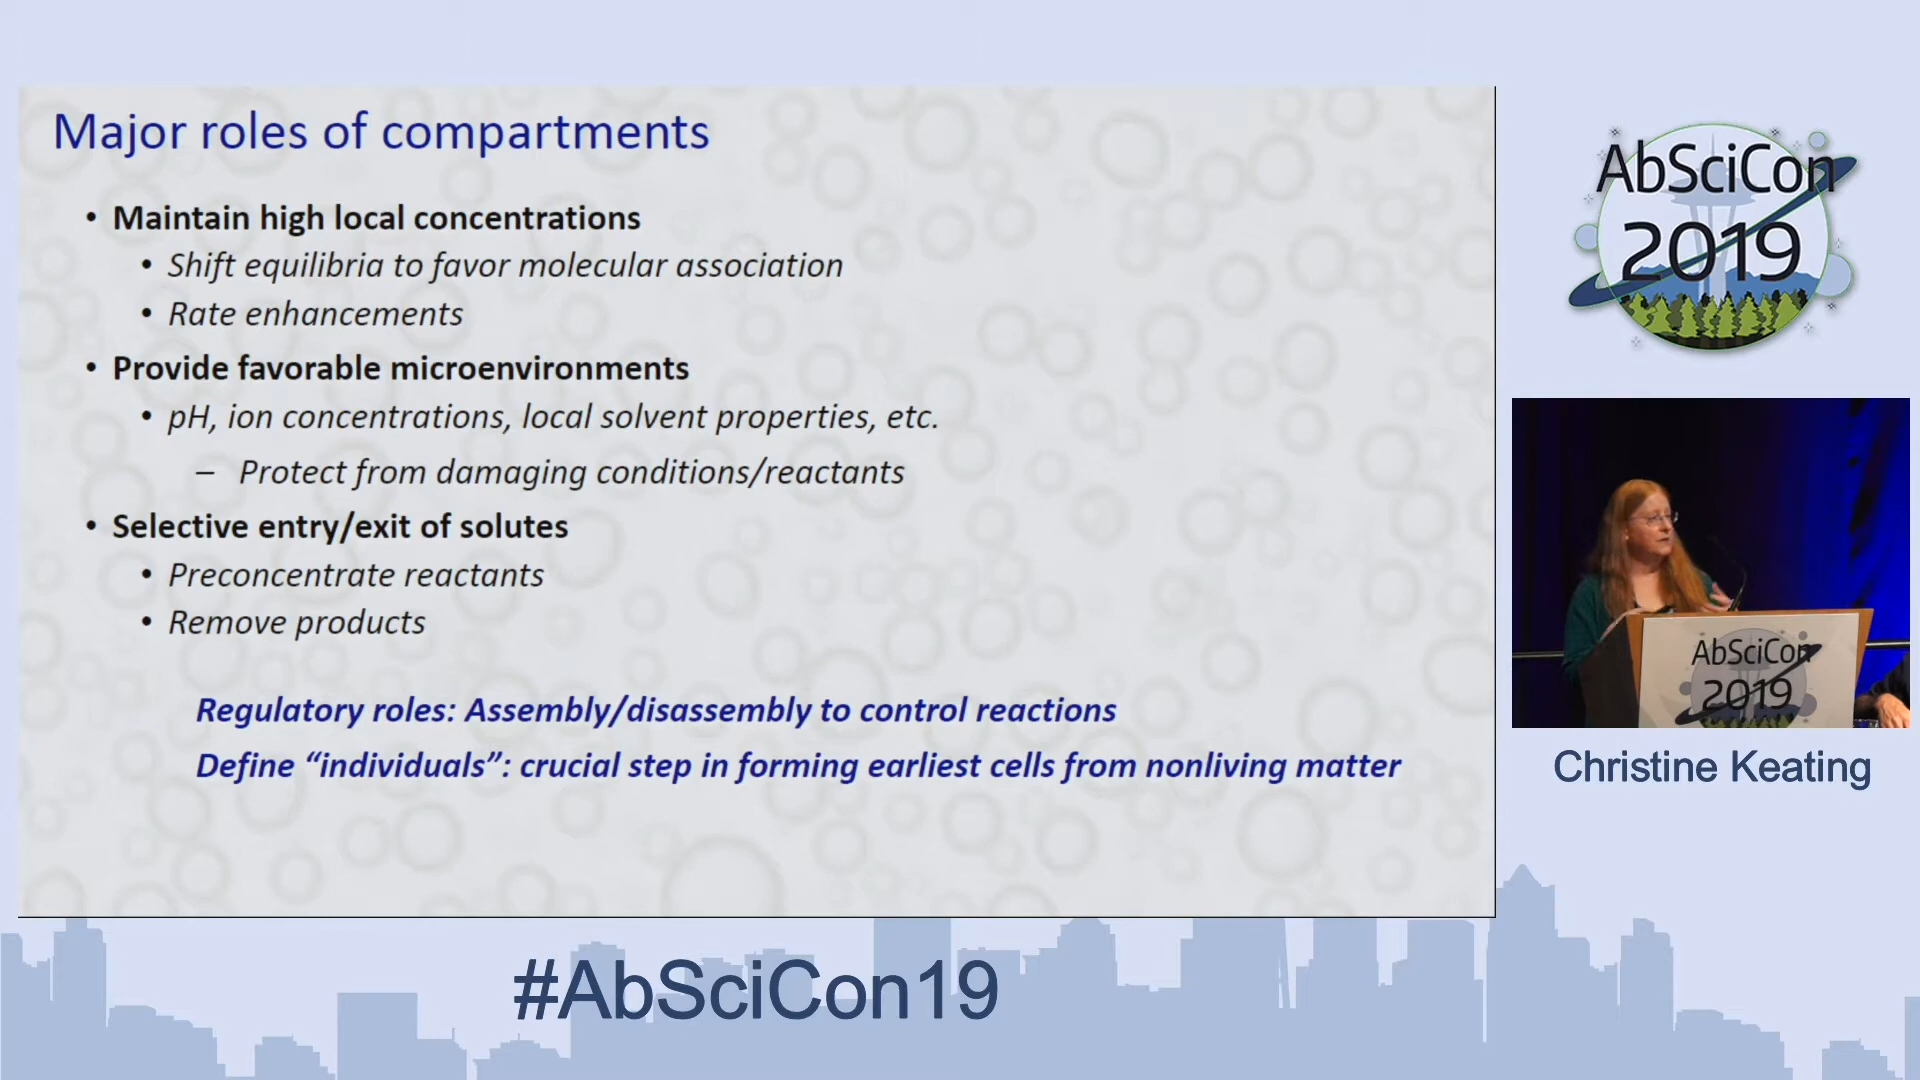 Major roles of compartments
• Maintain high local concentrations
• Shift equilibria to favor molecular association
• Rate enhancements
• Provide favorable microenvironments
• pH, ion concentrations, local solvent properties, etc.
– Protect from damaging conditions/reactants
• Selective entry/exit of solutes
• Preconcentrate reactants
• Remove products
Regulatory roles: Assembly/disassembly to control reactions
Define “individuals”: crucial step in forming earliest cells from nonliving matter
AbSciCon
2019
AbSciCon
2019
Christine Keating
#AbSciCon19